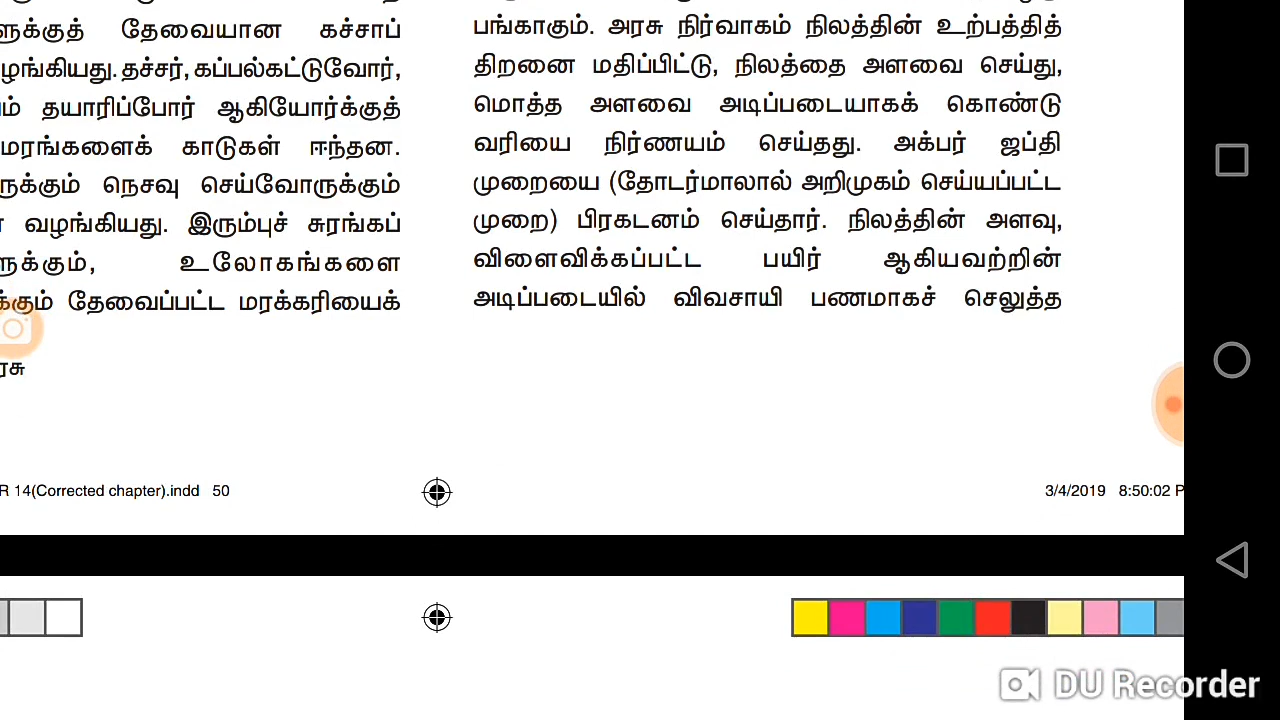 தேவையான கச்சாப்
தச்சர், கப்பல்கட்டுவோர்,
தயாரிப்போர் ஆகியோர்க்குத்
மரங்களைக் காடுகள் ஈந்தன.
நெசவு செய்வோருக்கும்
வழங்கியது. இரும்புச் சுரங்கப்
உலோகங்களை
தேவைப்பட்ட மரக்கரியைக்
பங்காகும். அரசு நிர்வாகம் நிலத்தின் உற்பத்தித்
திறனை மதிப்பிட்டு, நிலத்தை அளவை செய்து,
மொத்த அளவை அடிப்படையாகக் கொண்டு
வரியை நிர்ணயம் செய்தது. அக்பர் ஜப்தி
முறையை (தோடர்மாலால் அறிமுகம் செய்யப்பட்ட
முறை) பிரகடனம் செய்தார். நிலத்தின் அளவு,
விளைவிக்கப்பட்ட பயிர் ஆகியவற்றின்
அடிப்படையில் விவசாயி பணமாகச் செலுத்த
R 14(Corrected chapter).indd 50
3/4/2019 8:50:02 P
DU Recorder